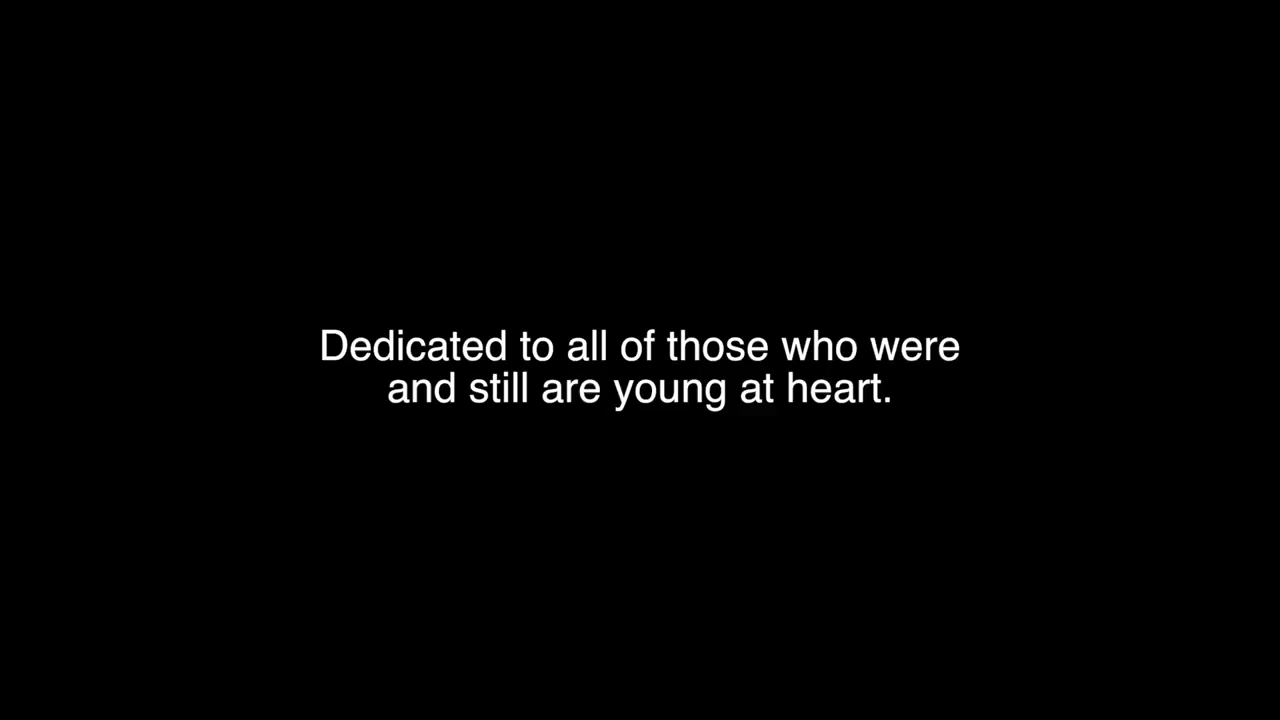 Dedicated to all of those who were
and still are young at heart.